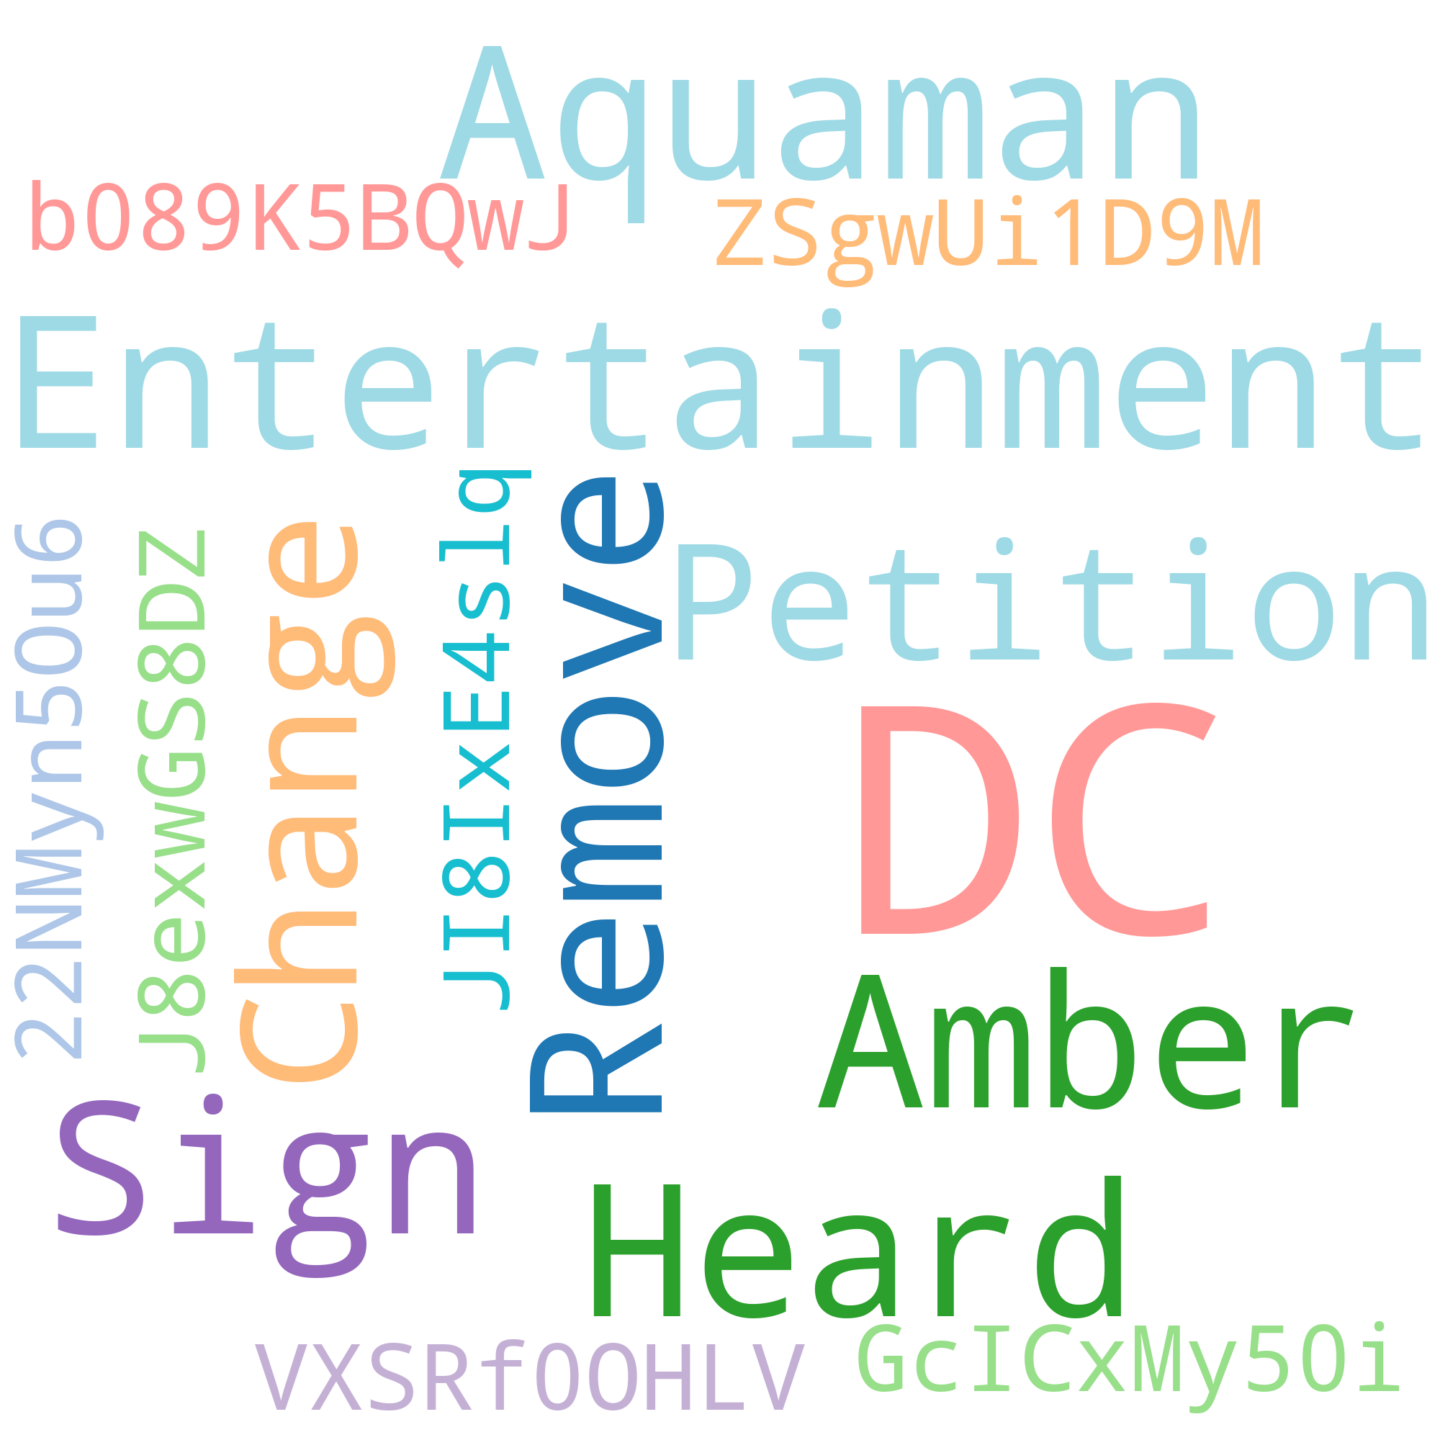 Aquaman
b089K5BQwJ
ZSgwUi1D9M
Entertainment
22NMyn50u6
J8exwGS8DZ
Change
JI8IxE4slq
Remove
Petition
DC
Amber
Sign
Heard
VXSRf0OHLV
GcICxMy50i